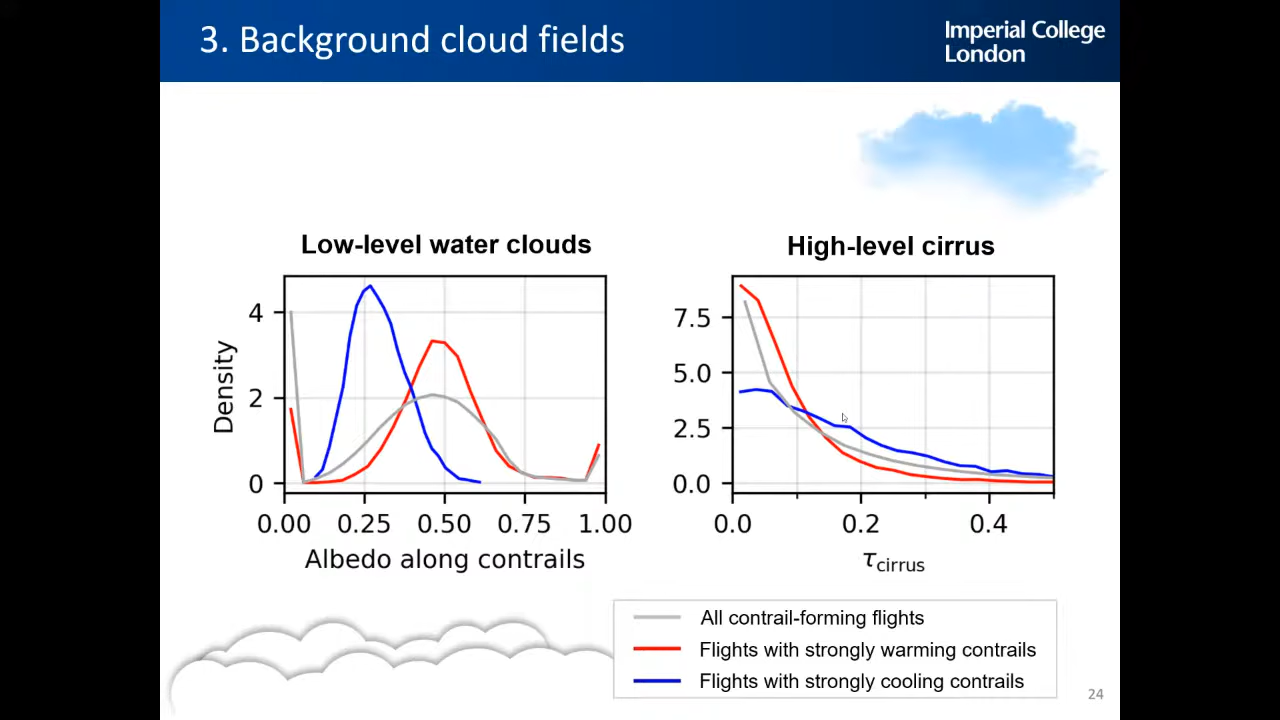 3. Background cloud fields
Imperial College
London
Low-level water clouds
High-level cirrus
Density
4
2
0
0.00 0.25 0.50 0.75 1.00
Albedo along contrails
7.5
5.0
2.5
0.0
0.0 0.2 0.4
τcirrus
All contrail-forming flights
Flights with strongly warming contrails
Flights with strongly cooling contrails
24